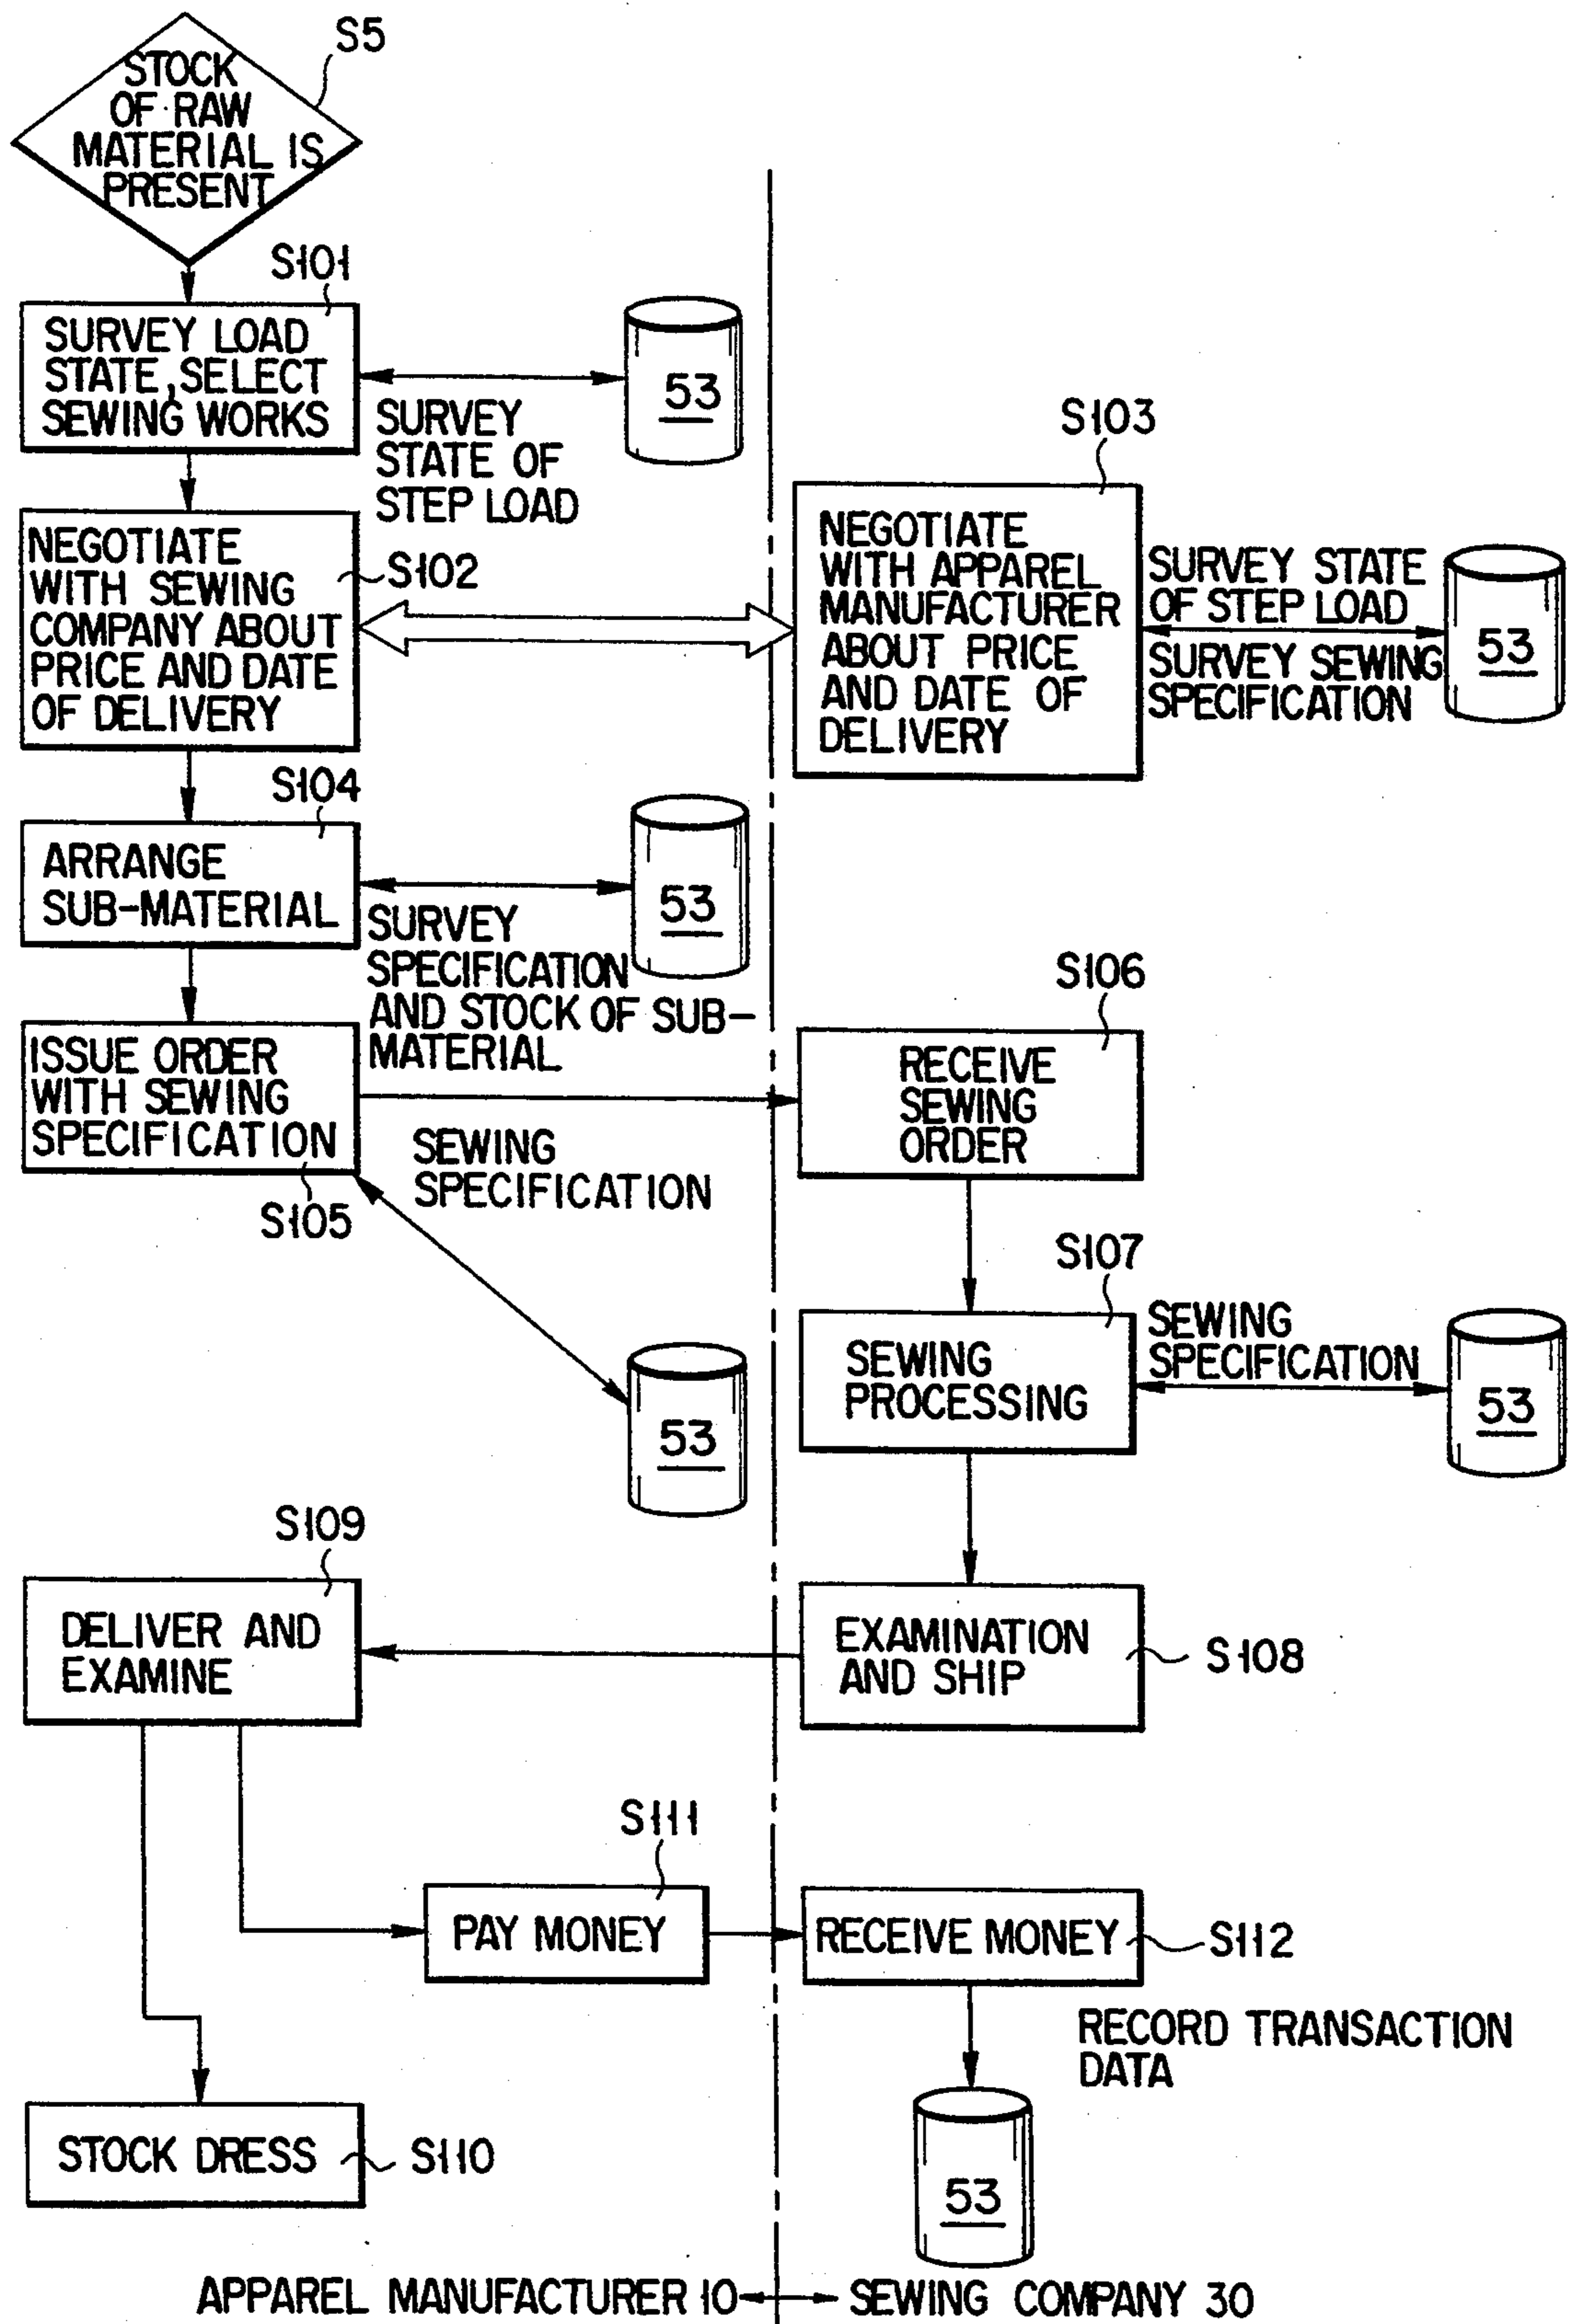 S5
STOCK
OF RAW
MATERIAL IS
PRESENT
S101
SURVEY LOAD
STATE, SELECT
SEWING WORKS
SURVEY
STATE OF
STEP LOAD
53
S102
NEGOTIATE
WITH SEWING
COMPANY ABOUT
PRICE AND DATE
OF DELIVERY
S103
NEGOTIATE
WITH APPAREL
MANUFACTURER
ABOUT PRICE
AND DATE OF
DELIVERY
SURVEY STATE
OF STEP LOAD
SURVEY SEWING
SPECIFICATION
53
S104
ARRANGE
SUB-MATERIAL
SURVEY
SPECIFICATION
AND STOCK OF SUB-
MATERIAL
53
ISSUE ORDER
WITH SEWING
SPECIFICATION
S105
SEWING
SPECIFICATION
53
S106
RECEIVE
SEWING
ORDER
S107
SEWING
PROCESSING
SEWING
SPECIFICATION
53
S109
DELIVER AND
EXAMINE
EXAMINATION
AND SHIP
S108
S111
PAY MONEY
RECEIVE MONEY
S112
RECORD TRANSACTION
DATA
53
STOCK DRESS
S110
APPAREL MANUFACTURER 10
SEWING COMPANY 30